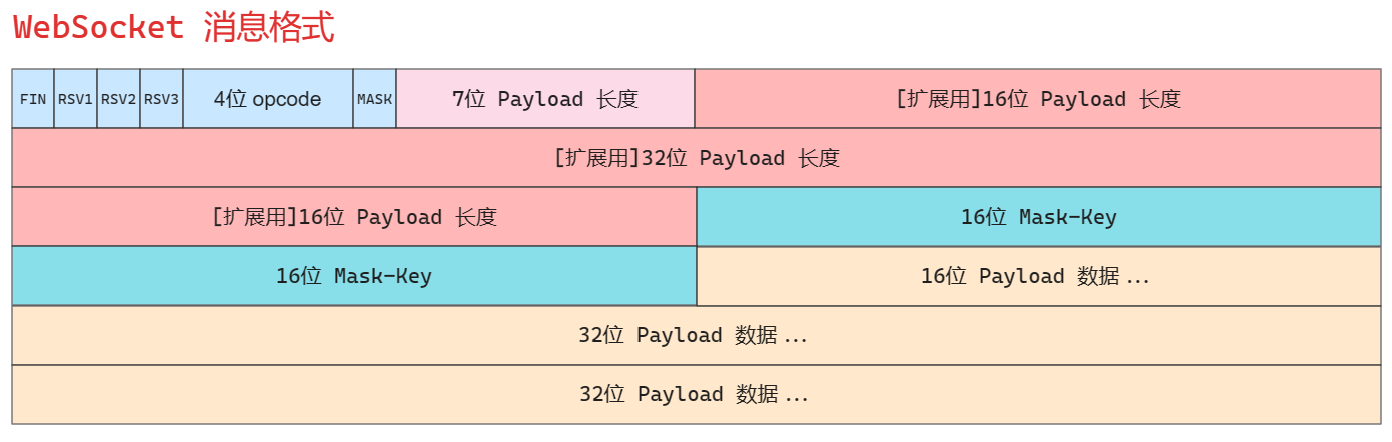 WebSocket 消息格式
FIN RSV1 RSV2 RSV3 4位 opcode MASK 7位 Payload 长度 [扩展用]16位 Payload 长度
[扩展用]32位 Payload 长度
[扩展用]16位 Payload 长度 16位 Mask-Key
16位 Mask-Key 16位 Payload 数据...
32位 Payload 数据...
32位 Payload 数据...